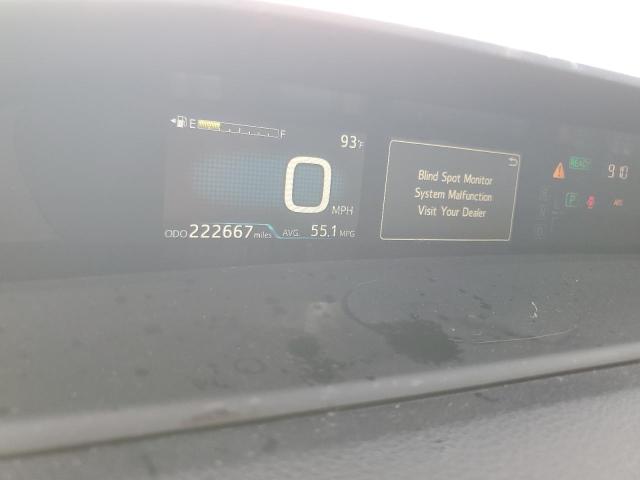 E F
93°F
0 MPH
ODO 222667 miles AVG. 55.1 MPG
Blind Spot Monitor
System Malfunction
Visit Your Dealer
READY 9:10
P